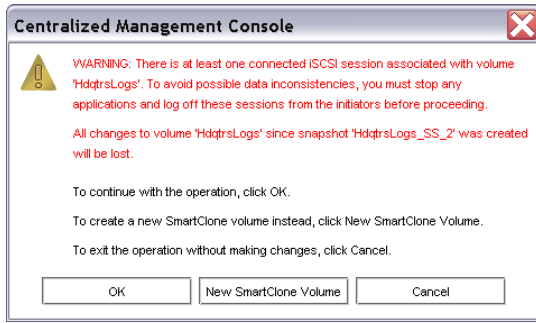 Centralized Management Console
WARNING: There is at least one connected iSCSI session associated with volume
'HdqtrsLogs'. To avoid possible data inconsistencies, you must stop any
applications and log off these sessions from the initiators before proceeding.
All changes to volume 'HdqtrsLogs' since snapshot 'HdqtrsLogs_SS_2' was created
will be lost.
To continue with the operation, click OK.
To create a new SmartClone volume instead, click New SmartClone Volume.
To exit the operation without making changes, click Cancel.
OK New SmartClone Volume Cancel